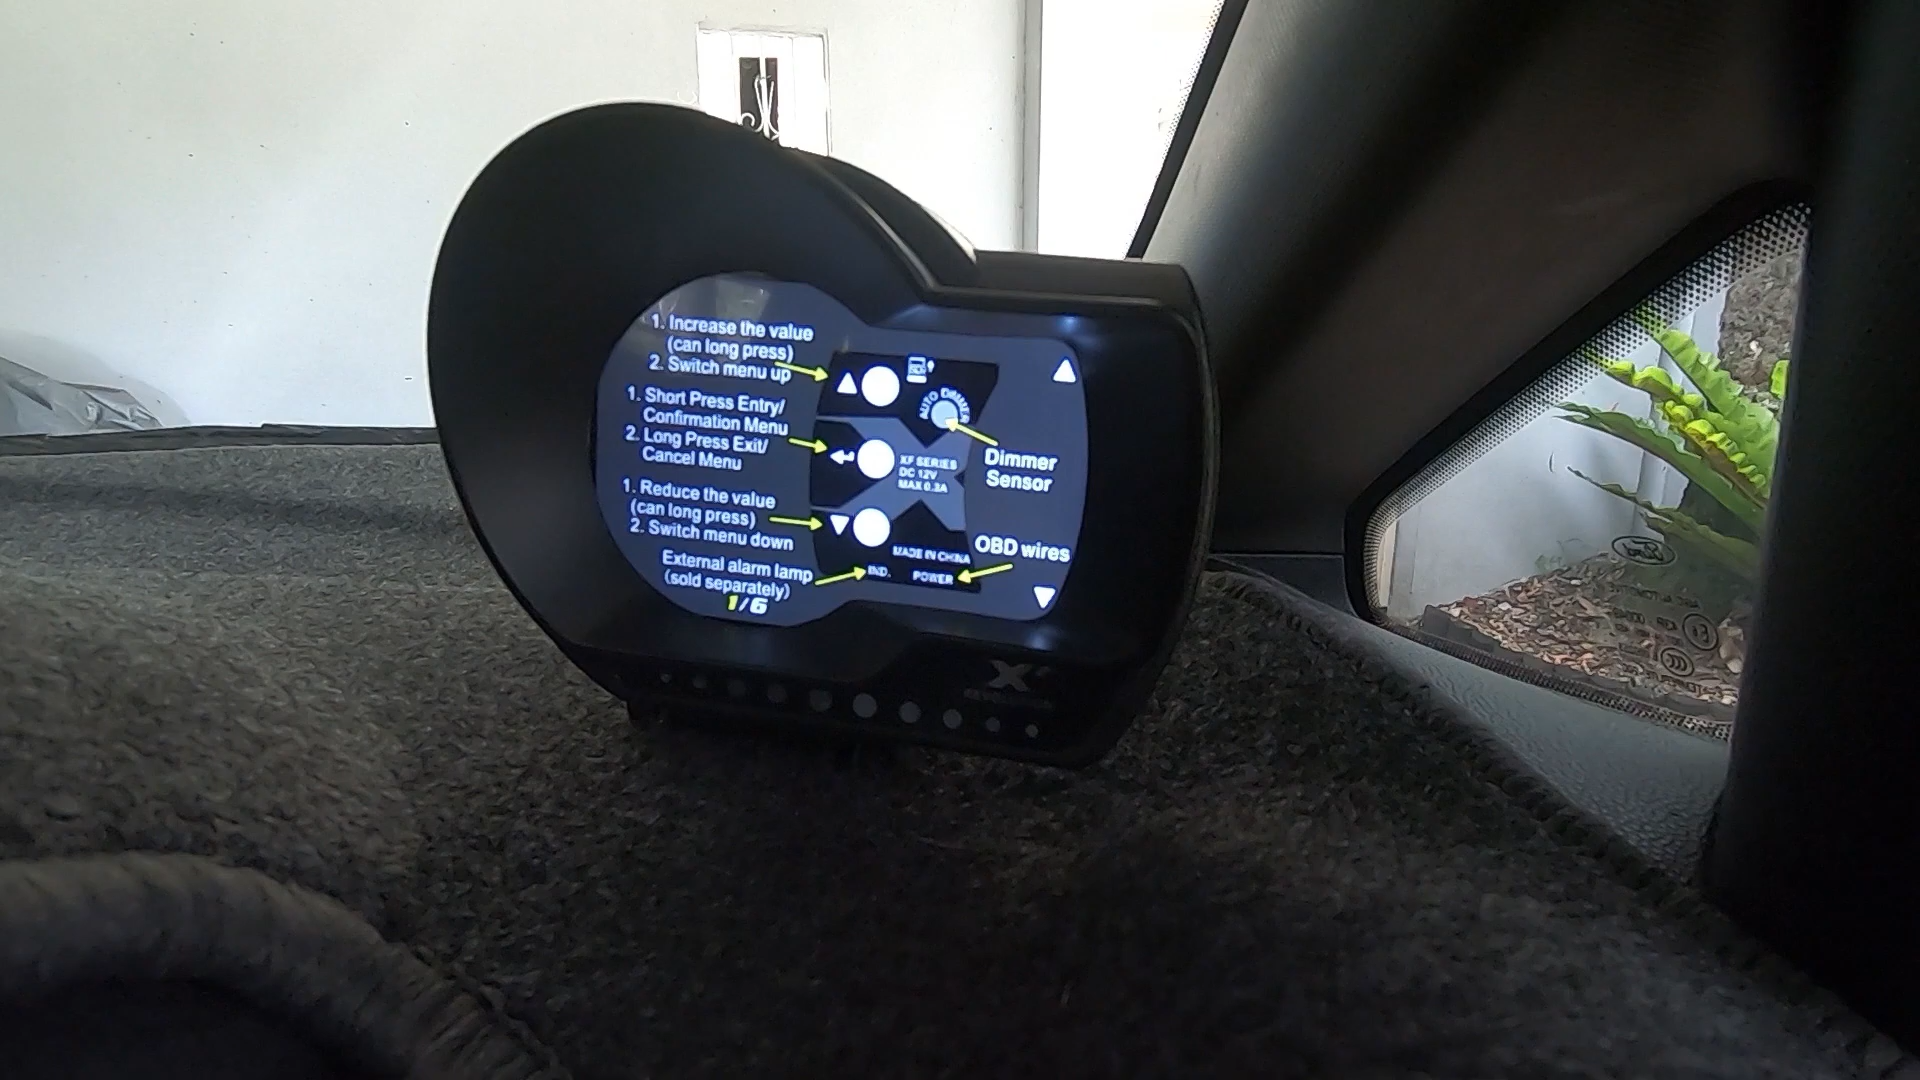 1. Increase the value
(can long press)
2. Switch menu up
1. Short Press Entry/
Confirmation Menu
2. Long Press Exit/
Cancel Menu
1. Reduce the value
(can long press)
2. Switch menu down
External alarm lamp
(sold separately)
1/6
AUTO DIMMER
Dimmer
Sensor
XF SERIES
DC 12V
MAX 0.3A
MADE IN CHINA
IND.
POWER
OBD wires
X